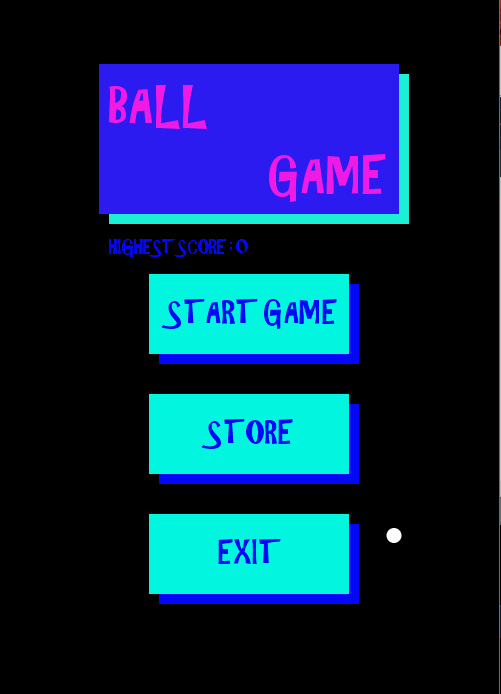 BALL
GAME
HIGHEST SCORE : 0
START GAME
STORE
EXIT